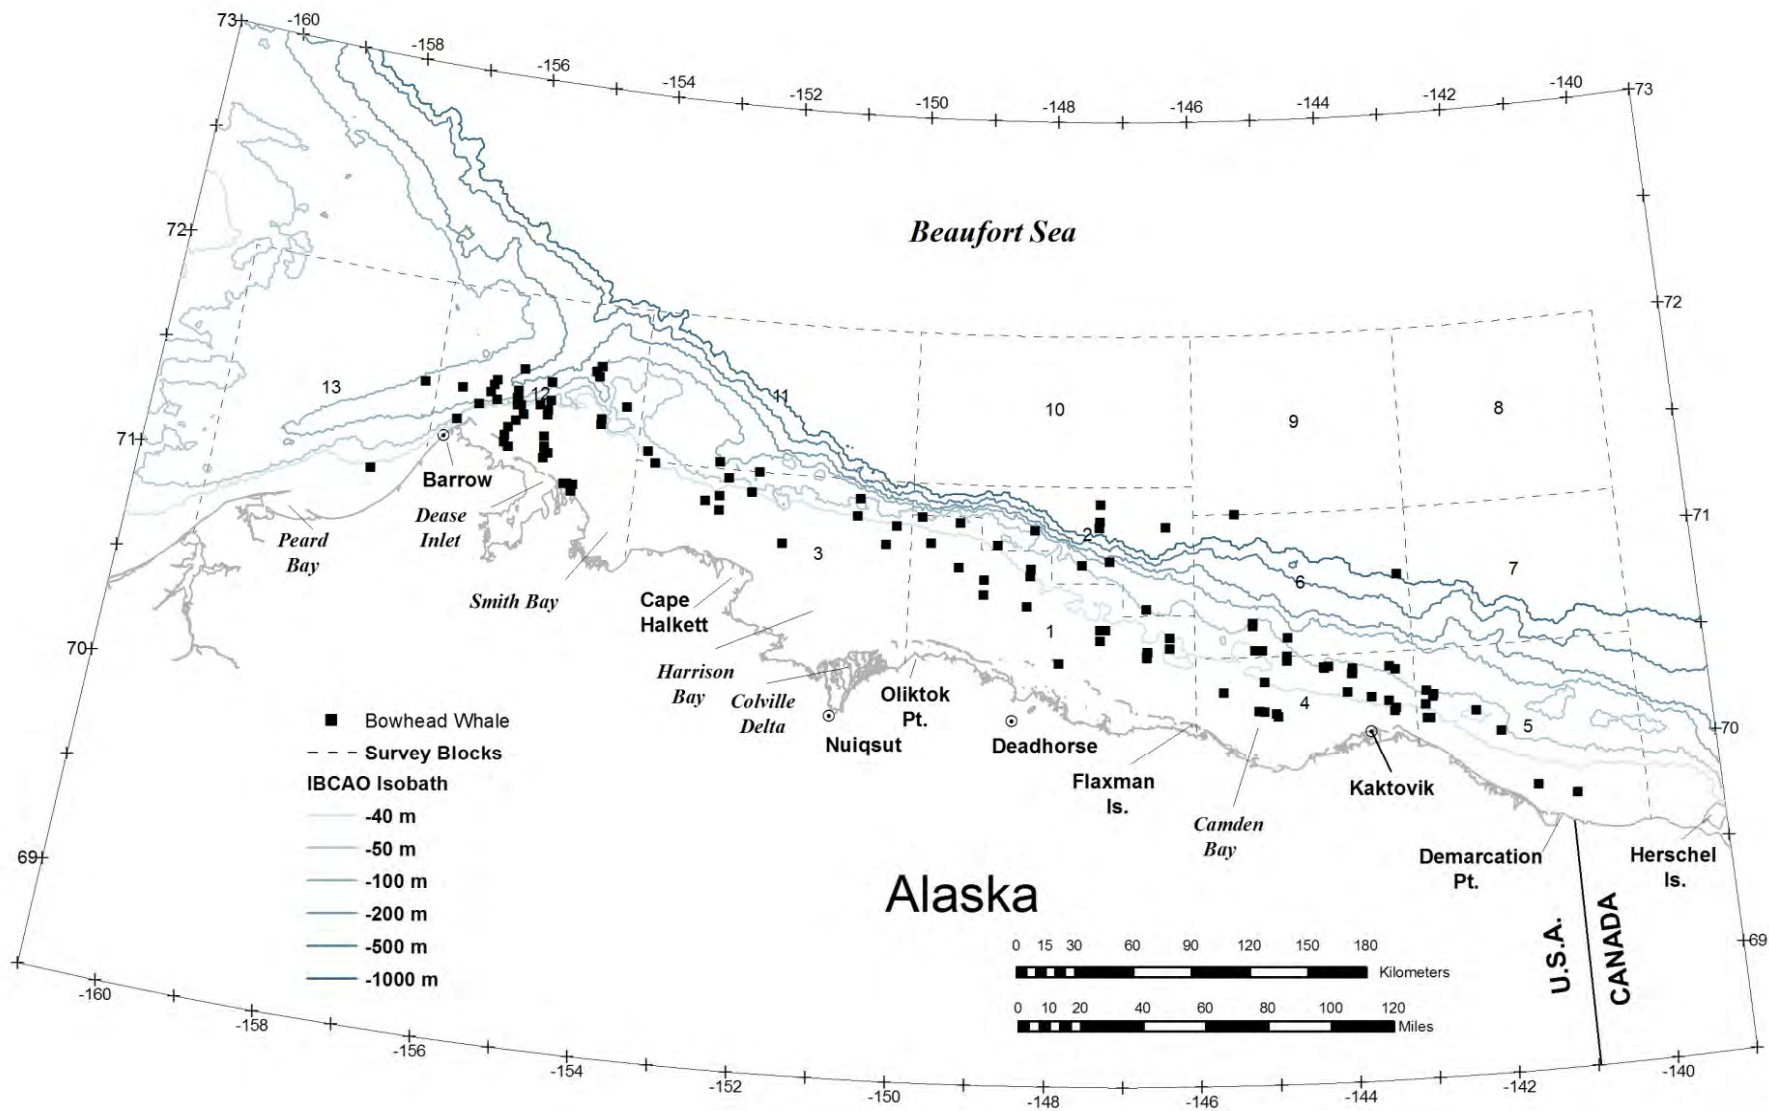 73
-160
-158
-156
-154
-152
-150
-148
-146
-144
-142
-140
73
72
Beaufort Sea
72
13
12
11
10
9
8
71
Barrow
Dease
Inlet
Peard
Bay
Smith Bay
3
2
71
6
7
Cape
Halkett
1
70
Harrison
Bay
Colville
Delta
Oliktok
Pt.
Nuiqsut
Deadhorse
4
5
70
Flaxman
Is.
Kaktovik
Camden
Bay
Demarcation
Pt.
Herschel
Is.
Bowhead Whale
Survey Blocks
IBCAO Isobath
-40 m
-50 m
-100 m
-200 m
-500 m
-1000 m
69
Alaska
U.S.A.
CANADA
69
0 15 30 60 90 120 150 180
Kilometers
0 10 20 40 60 80 100 120
Miles
-160
-158
-156
-154
-152
-150
-148
-146
-144
-142
-140